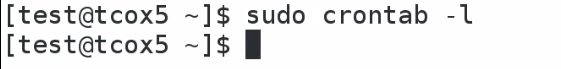 [test@tcox5 ~]$ sudo crontab -l
[test@tcox5 ~]$